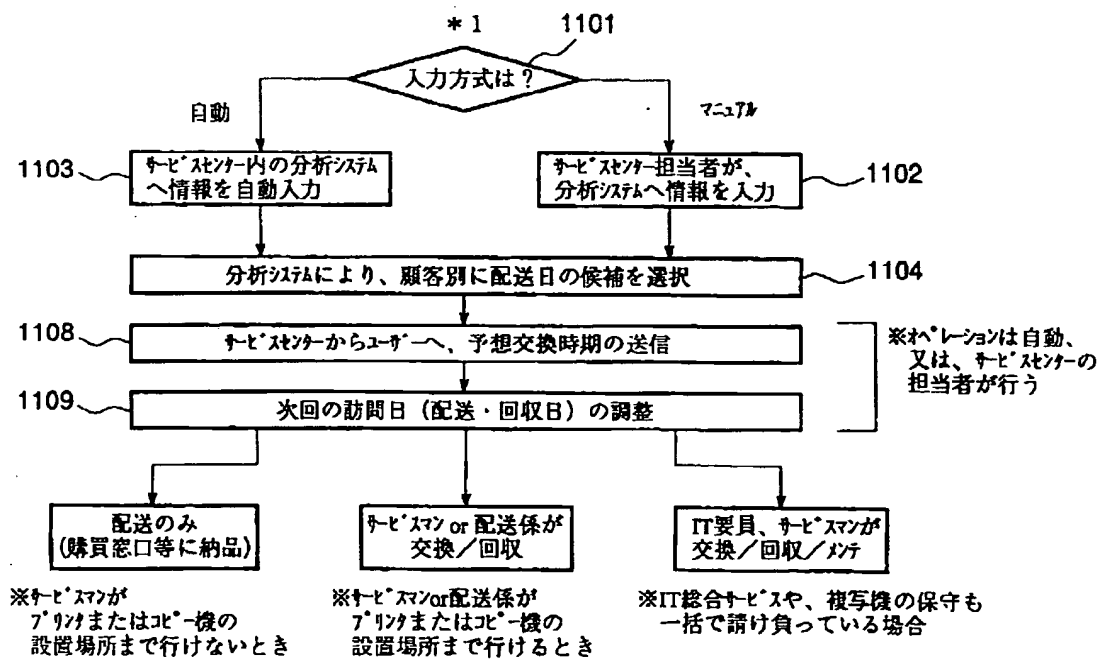 *1
1101
入力方式は?
自動
マニュアル
1103
サービスセンター内の分析システム
へ情報を自動入力
サービスセンター担当者が、
分析システムへ情報を入力
1102
分析システムにより、顧客別に配送日の候補を選択
1104
1108
サービスセンターからユーザーへ、予想交換時期の送信
※オペレーションは自動、
又は、サービスセンターの
担当者が行う
1109
次回の訪問日(配送・回収日)の調整
配送のみ
(購買窓口等に納品)
サービスマンor配送係が
交換/回収
IT要員、サービスマンが
交換/回収/メンテ
※サービスマンが
プリンタまたはコピー機の
設置場所まで行けないとき
※サービスマンor配送係が
プリンタまたはコピー機の
設置場所まで行けるとき
※IT総合サービスや、複写機の保守も
一括で請け負っている場合